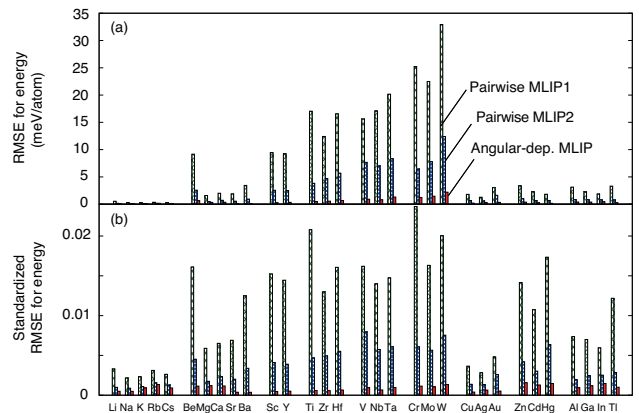 (a)
RMSE for energy
(meV/atom)
35
30
25
20
15
10
5
0
Pairwise MLIP1
Pairwise MLIP2
Angular-dep. MLIP
(b)
Standardized
RMSE for energy
0.02
0.01
0
Li Na K Rb Cs Be Mg Ca Sr Ba Sc Y Ti Zr Hf V Nb Ta Cr Mo W Cu Ag Au Zn Cd Hg Al Ga In Tl